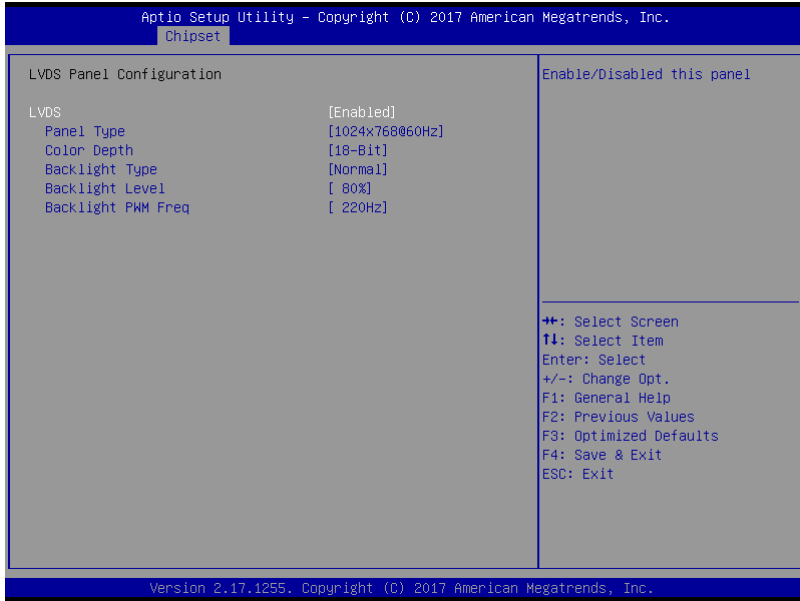 Aptio Setup Utility – Copyright (C) 2017 American Megatrends, Inc.
Chipset
LVDS Panel Configuration
LVDS [Enabled]
Panel Type [1024x768@60Hz]
Color Depth [18-Bit]
Backlight Type [Normal]
Backlight Level [ 80%]
Backlight PWM Freq [ 220Hz]
Enable/Disabled this panel
→←: Select Screen
↑↓: Select Item
Enter: Select
+/-: Change Opt.
F1: General Help
F2: Previous Values
F3: Optimized Defaults
F4: Save & Exit
ESC: Exit
Version 2.17.1255. Copyright (C) 2017 American Megatrends, Inc.